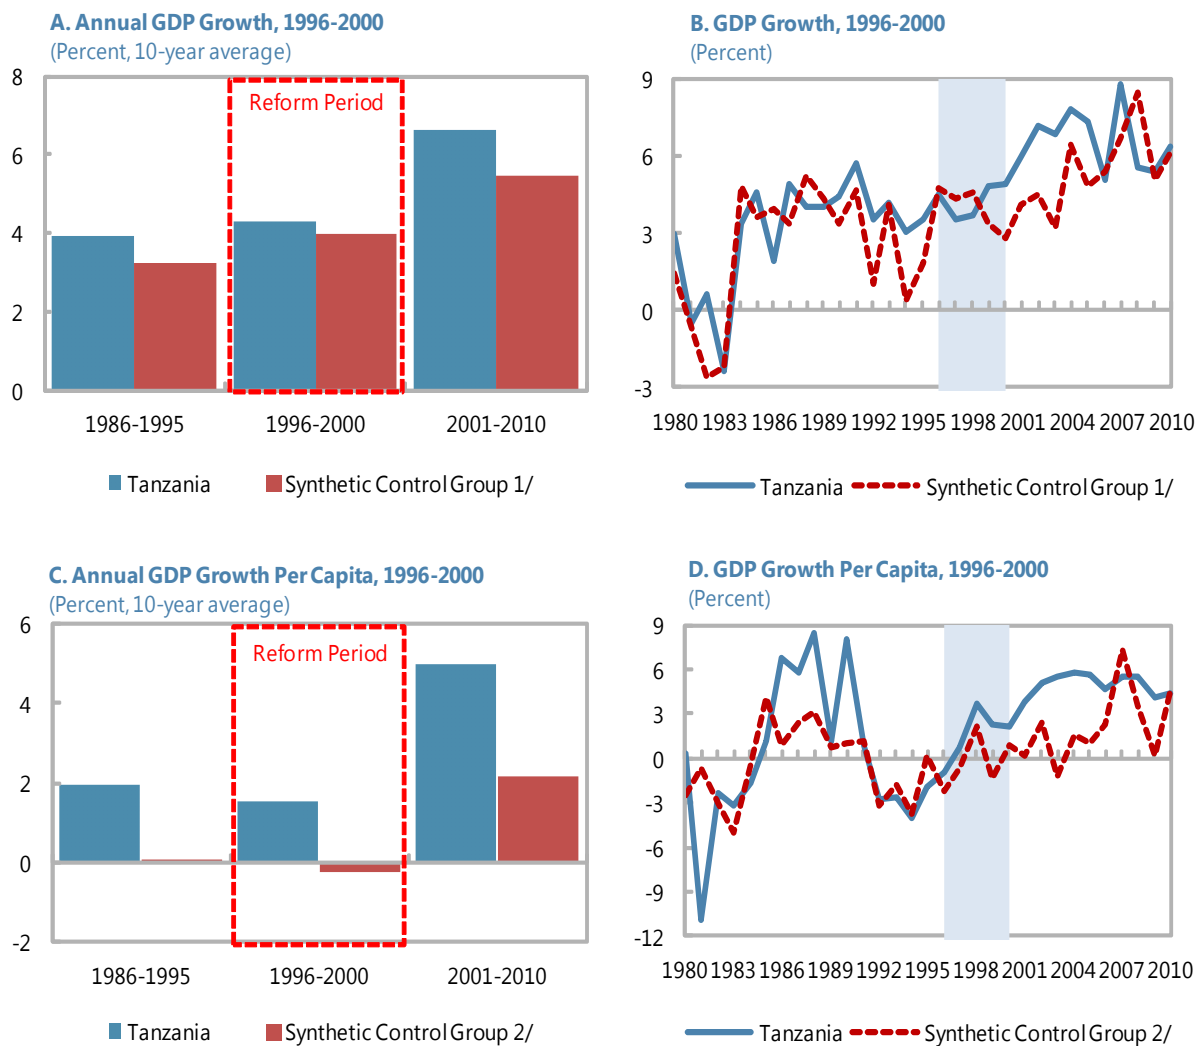 A. Annual GDP Growth, 1996-2000
(Percent, 10-year average)
8
6
4
2
0
Reform Period
1986-1995
1996-2000
2001-2010
Tanzania
Synthetic Control Group 1/
B. GDP Growth, 1996-2000
(Percent)
9
6
3
0
-3
1980 1983 1986 1989 1992 1995 1998 2001 2004 2007 2010
Tanzania
Synthetic Control Group 1/
C. Annual GDP Growth Per Capita, 1996-2000
(Percent, 10-year average)
6
4
2
0
-2
Reform Period
1986-1995
1996-2000
2001-2010
Tanzania
Synthetic Control Group 2/
D. GDP Growth Per Capita, 1996-2000
(Percent)
9
6
3
0
-3
-6
-9
-12
1980 1983 1986 1989 1992 1995 1998 2001 2004 2007 2010
Tanzania
Synthetic Control Group 2/